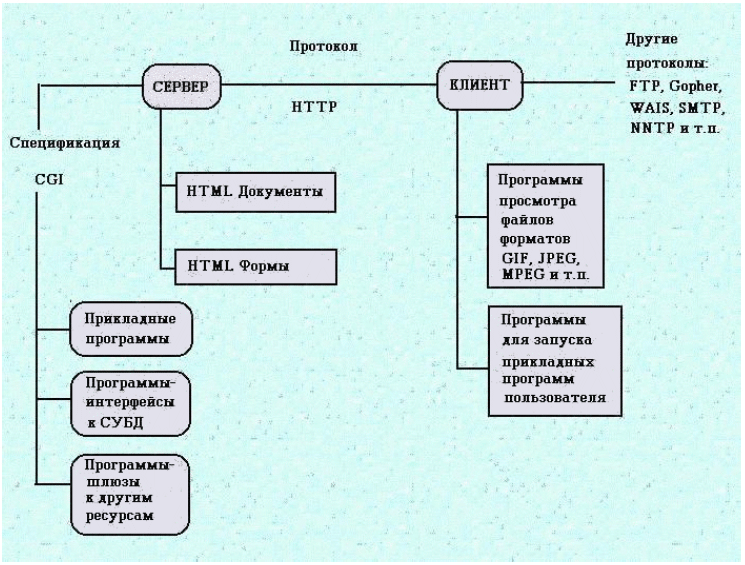 Протокол
HTTP
СЕРВЕР
КЛИЕНТ
Другие
протоколы:
FTP, Gopher,
WAIS, SMTP,
NNTP и т.п.
Спецификация
CGI
HTML Документы
HTML Формы
Прикладные
программы
Программы-
интерфейсы
к СУБД
Программы-
шлюзы
к другим
ресурсам
Программы
просмотра
файлов
форматов
GIF, JPEG,
MPEG и т.п.
Программы
для запуска
прикладных
программ
пользователя